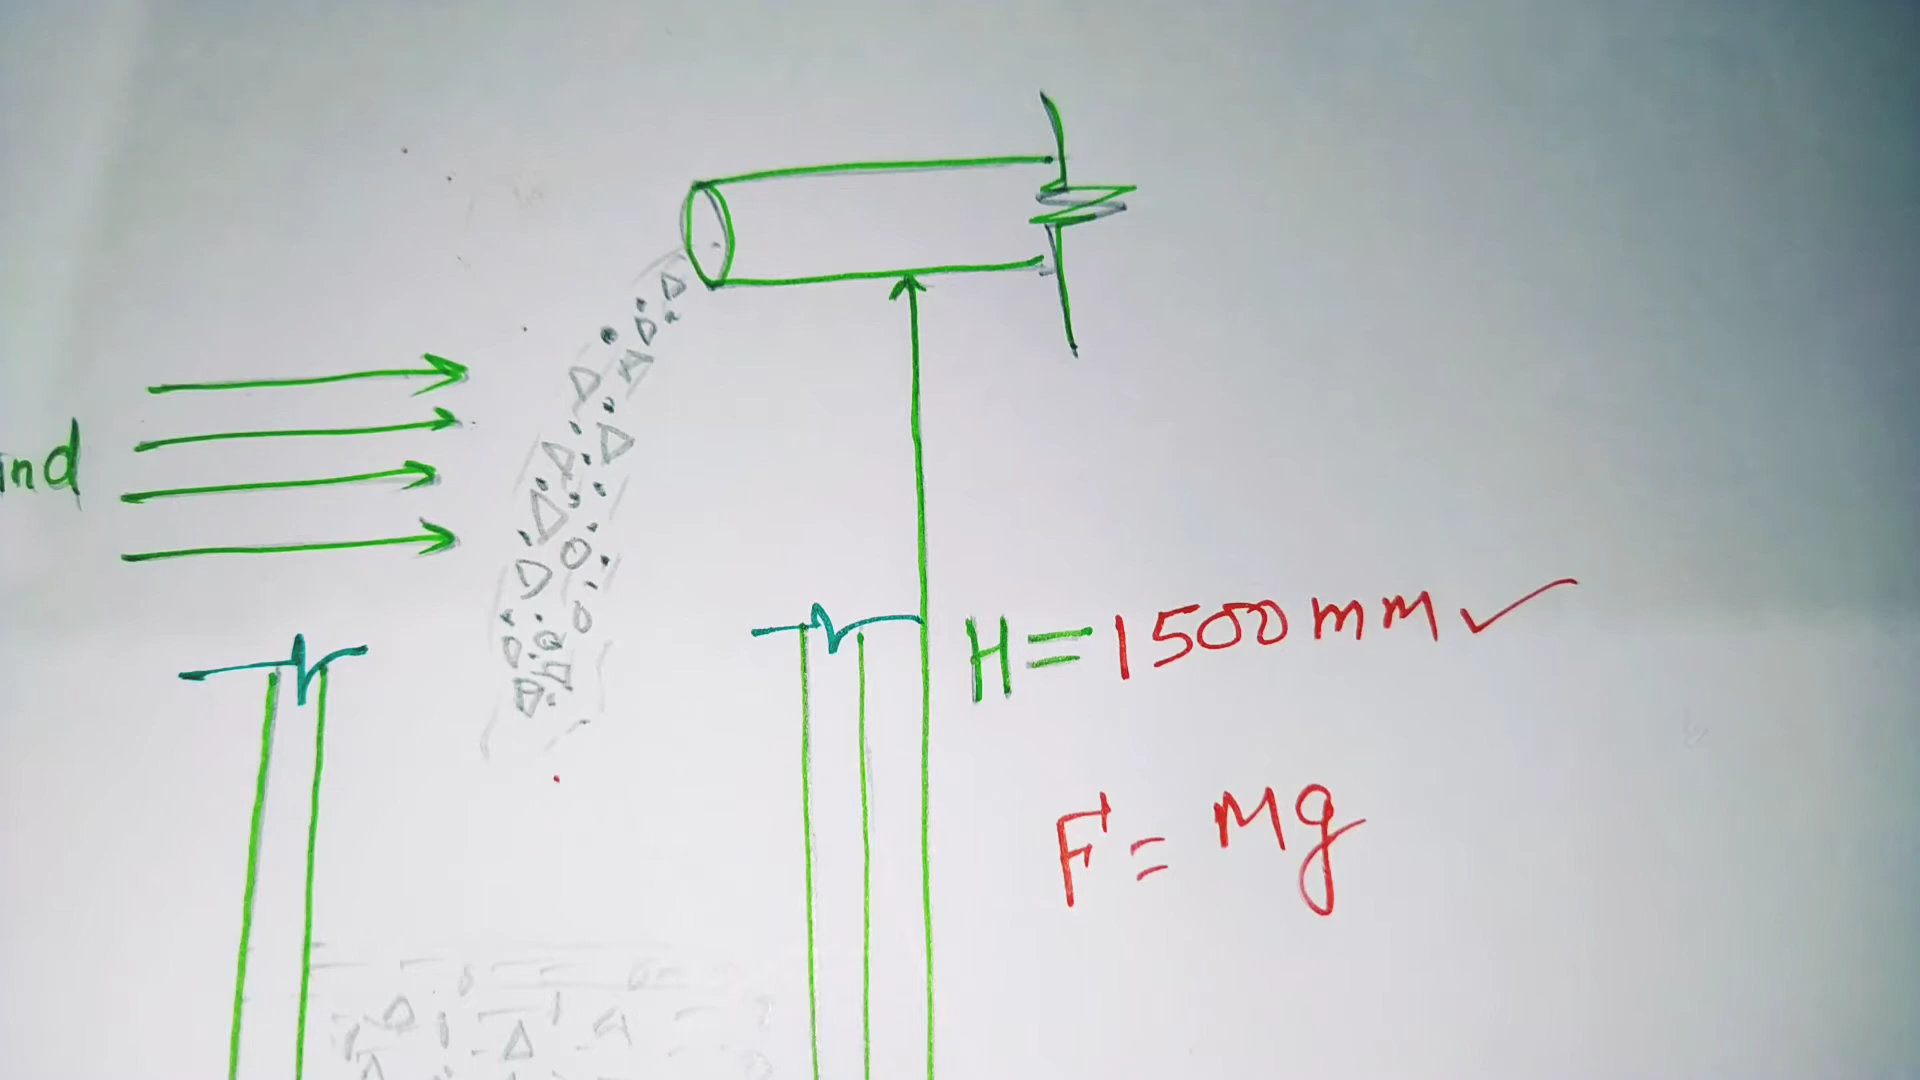 H = 1500mm
F = Mg